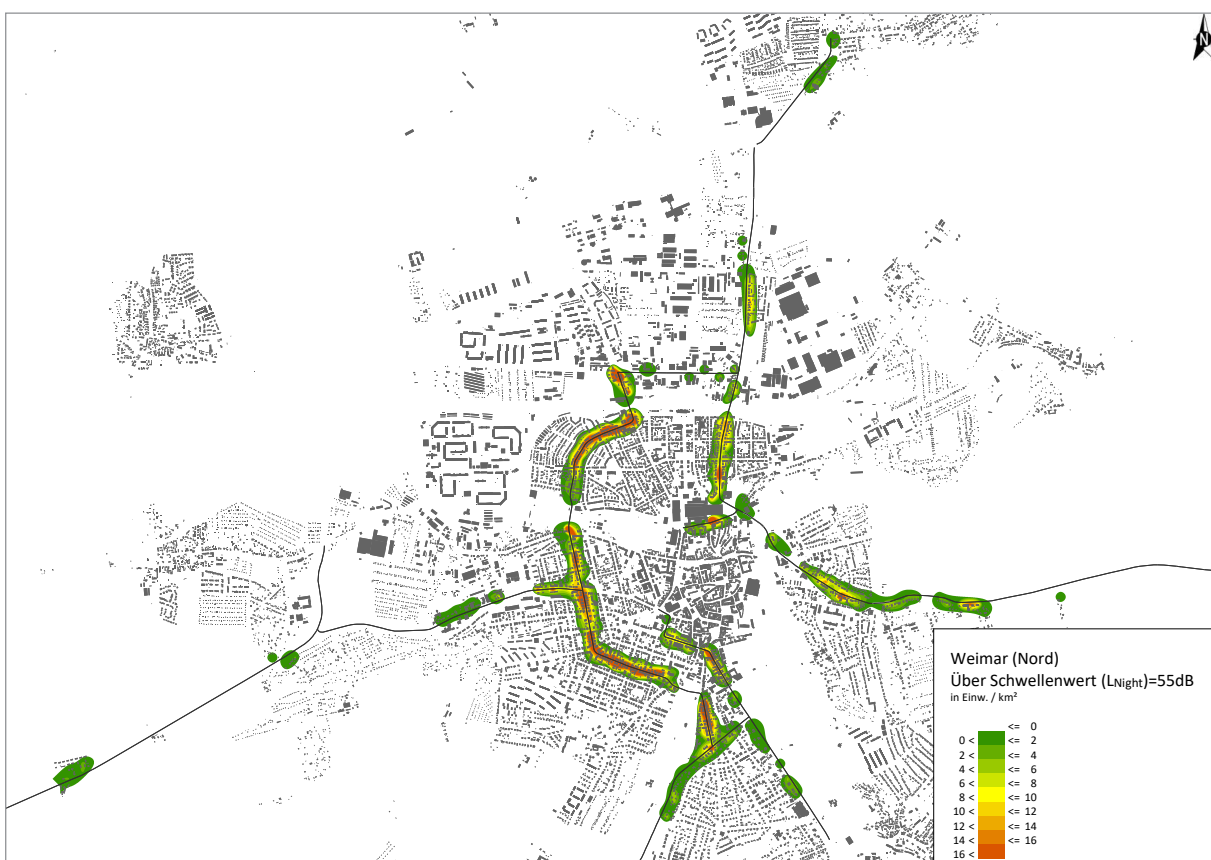 N
Weimar (Nord)
Über Schwellenwert (LNight)=55dB
in Einw. / km²
<= 0
0 < <= 2
2 < <= 4
4 < <= 6
6 < <= 8
8 < <= 10
10 < <= 12
12 < <= 14
14 < <= 16
16 <